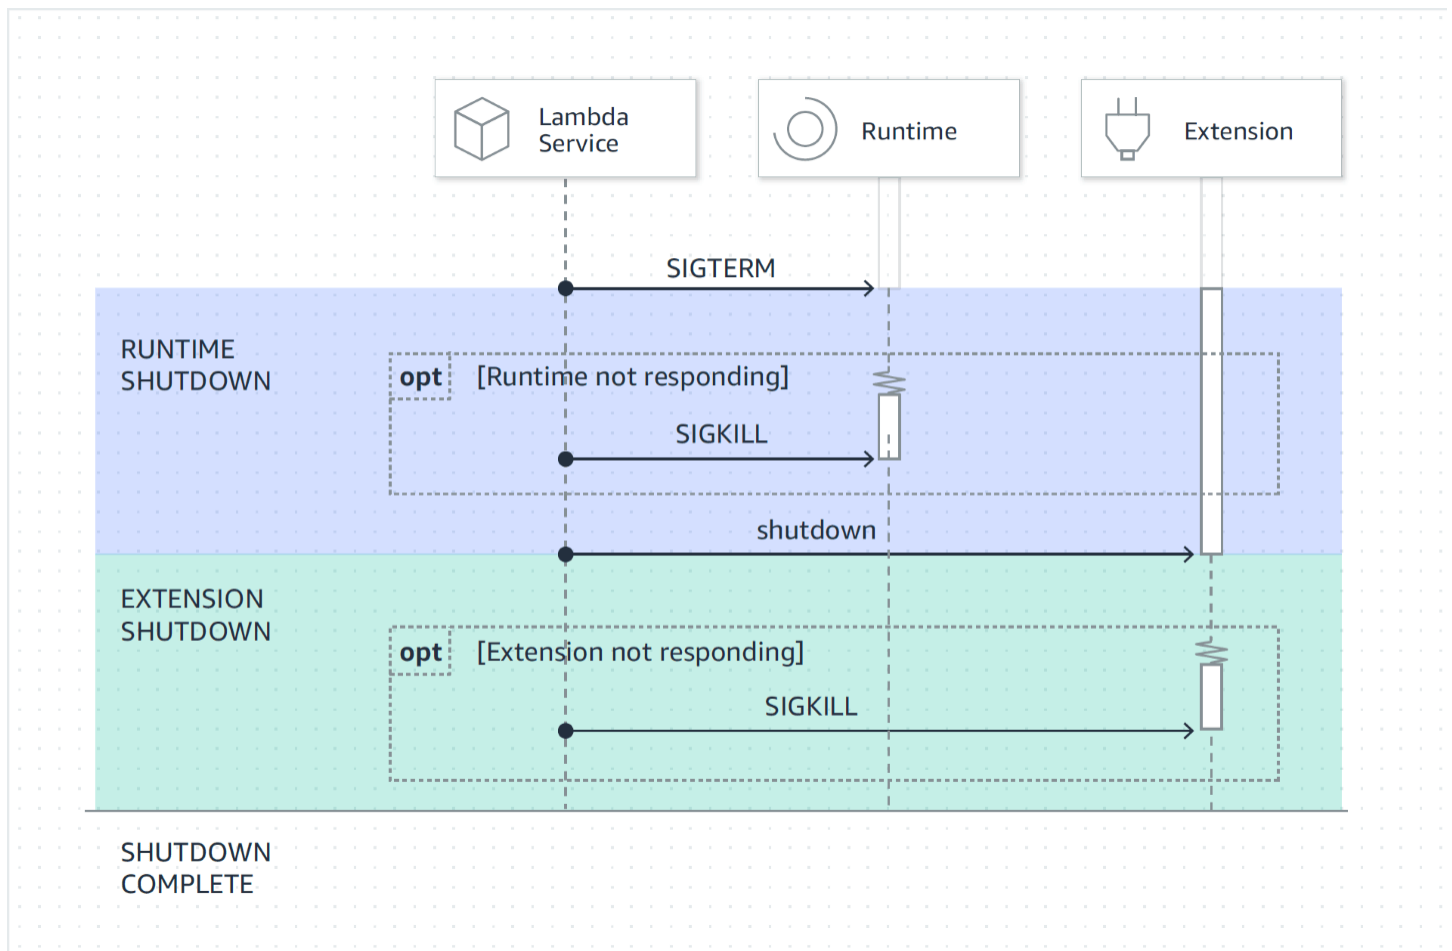 Lambda
Service
Runtime
Extension
SIGTERM
RUNTIME
SHUTDOWN
opt [Runtime not responding]
SIGKILL
shutdown
EXTENSION
SHUTDOWN
opt [Extension not responding]
SIGKILL
SHUTDOWN
COMPLETE